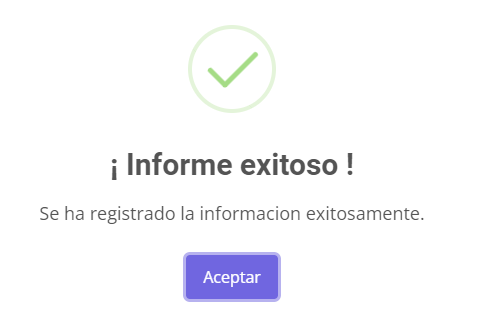 ¡ Informe exitoso !
Se ha registrado la informacion exitosamente.
Aceptar